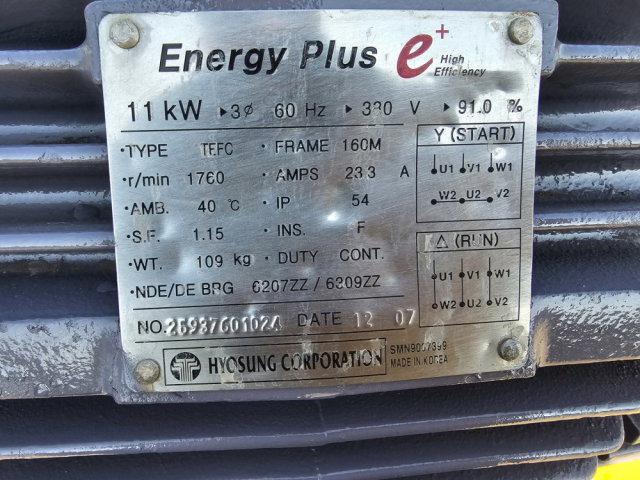 Energy Plus e+ High Efficiency
11 kW ▸3∅ 60 Hz ▸380 V ▸91.0 %
•TYPE TEFC •FRAME 160M
•r/min 1760 •AMPS 23.3 A
•AMB. 40 ℃ •IP 54
•S.F. 1.15 •INS. F
•WT. 109 kg •DUTY CONT.
•NDE/DE BRG 6207ZZ / 6309ZZ
NO. 25937601024 DATE 12 07
HYOSUNG CORPORATION
SMN9007399
MADE IN KOREA
Y (START)
U1 V1 W1
W2 U2 V2
△ (RUN)
U1 V1 W1
W2 U2 V2